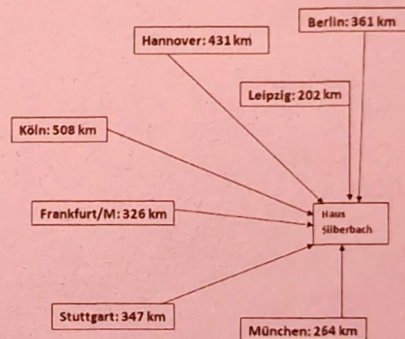 Berlin: 361 km
Hannover: 431 km
Leipzig: 202 km
Köln: 508 km
Frankfurt/M: 326 km
Haus
Silberbach
Stuttgart: 347 km
München: 264 km